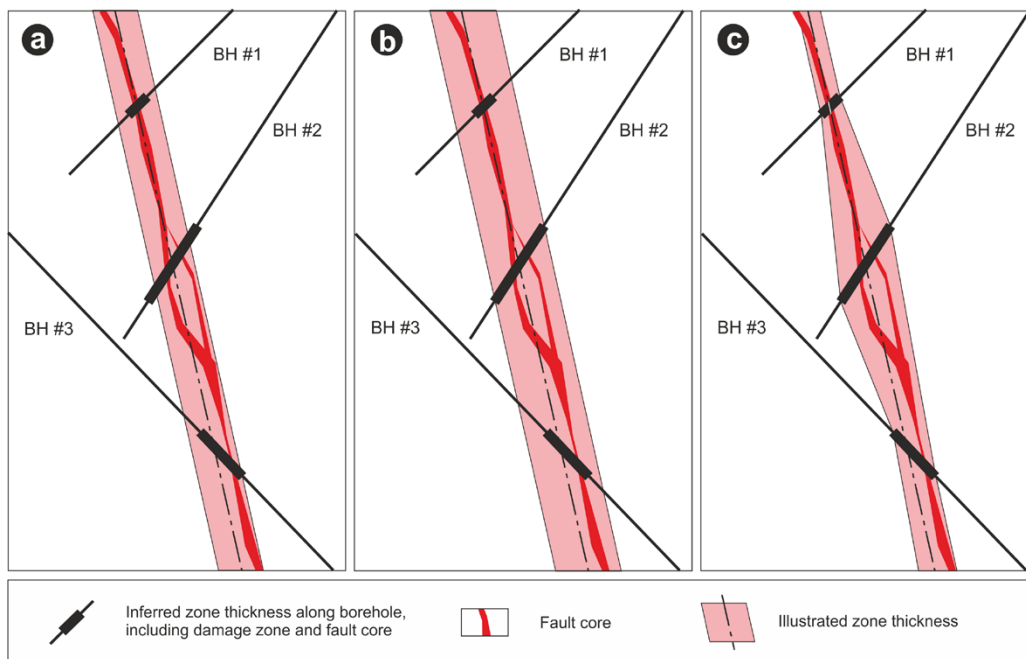 a
BH #1
BH #2
BH #3
b
BH #1
BH #2
BH #3
c
BH #1
BH #2
BH #3
Inferred zone thickness along borehole,
including damage zone and fault core
Fault core
Illustrated zone thickness